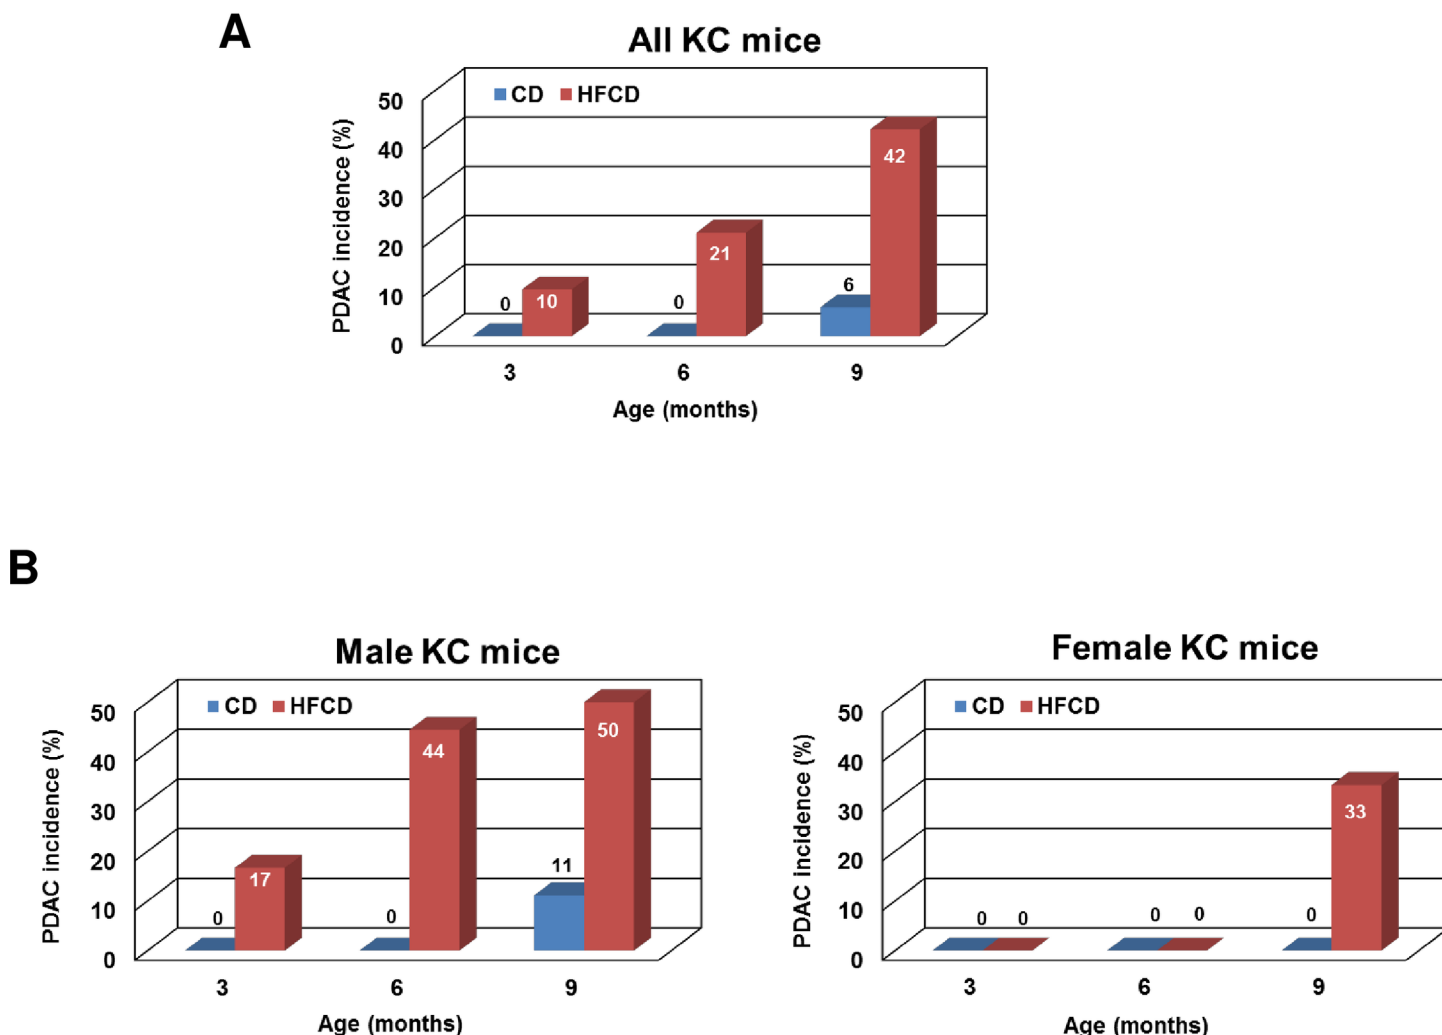 A
All KC mice
CD HFCD
PDAC incidence (%)
50
40
30
20
10
0
0 10
0 21
6 42
3 6 9
Age (months)
B
Male KC mice
CD HFCD
PDAC incidence (%)
50
40
30
20
10
0
0 17
0 44
11 50
3 6 9
Age (months)
Female KC mice
CD HFCD
PDAC incidence (%)
50
40
30
20
10
0
0 0
0 0
0 33
3 6 9
Age (months)